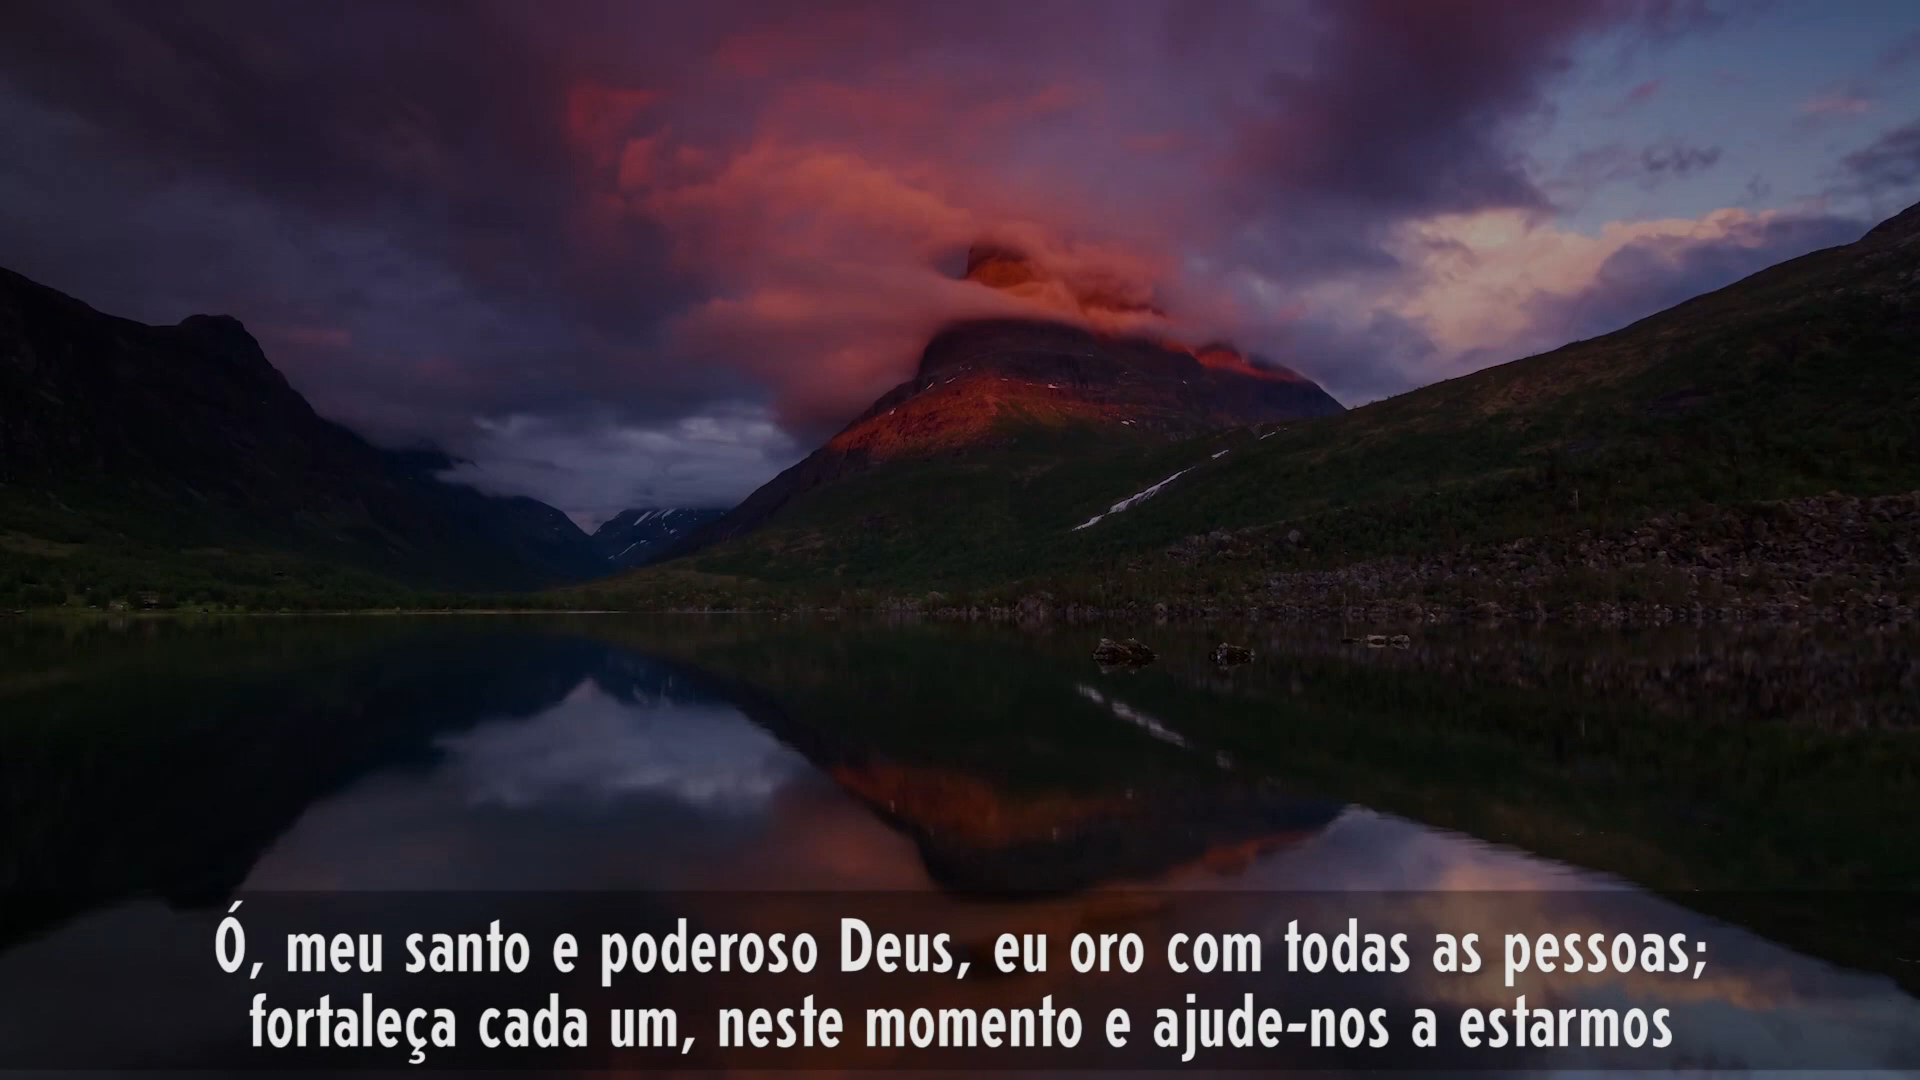 Ó, meu santo e poderoso Deus, eu oro com todas as pessoas;
fortaleça cada um, neste momento e ajude-nos a estarmos